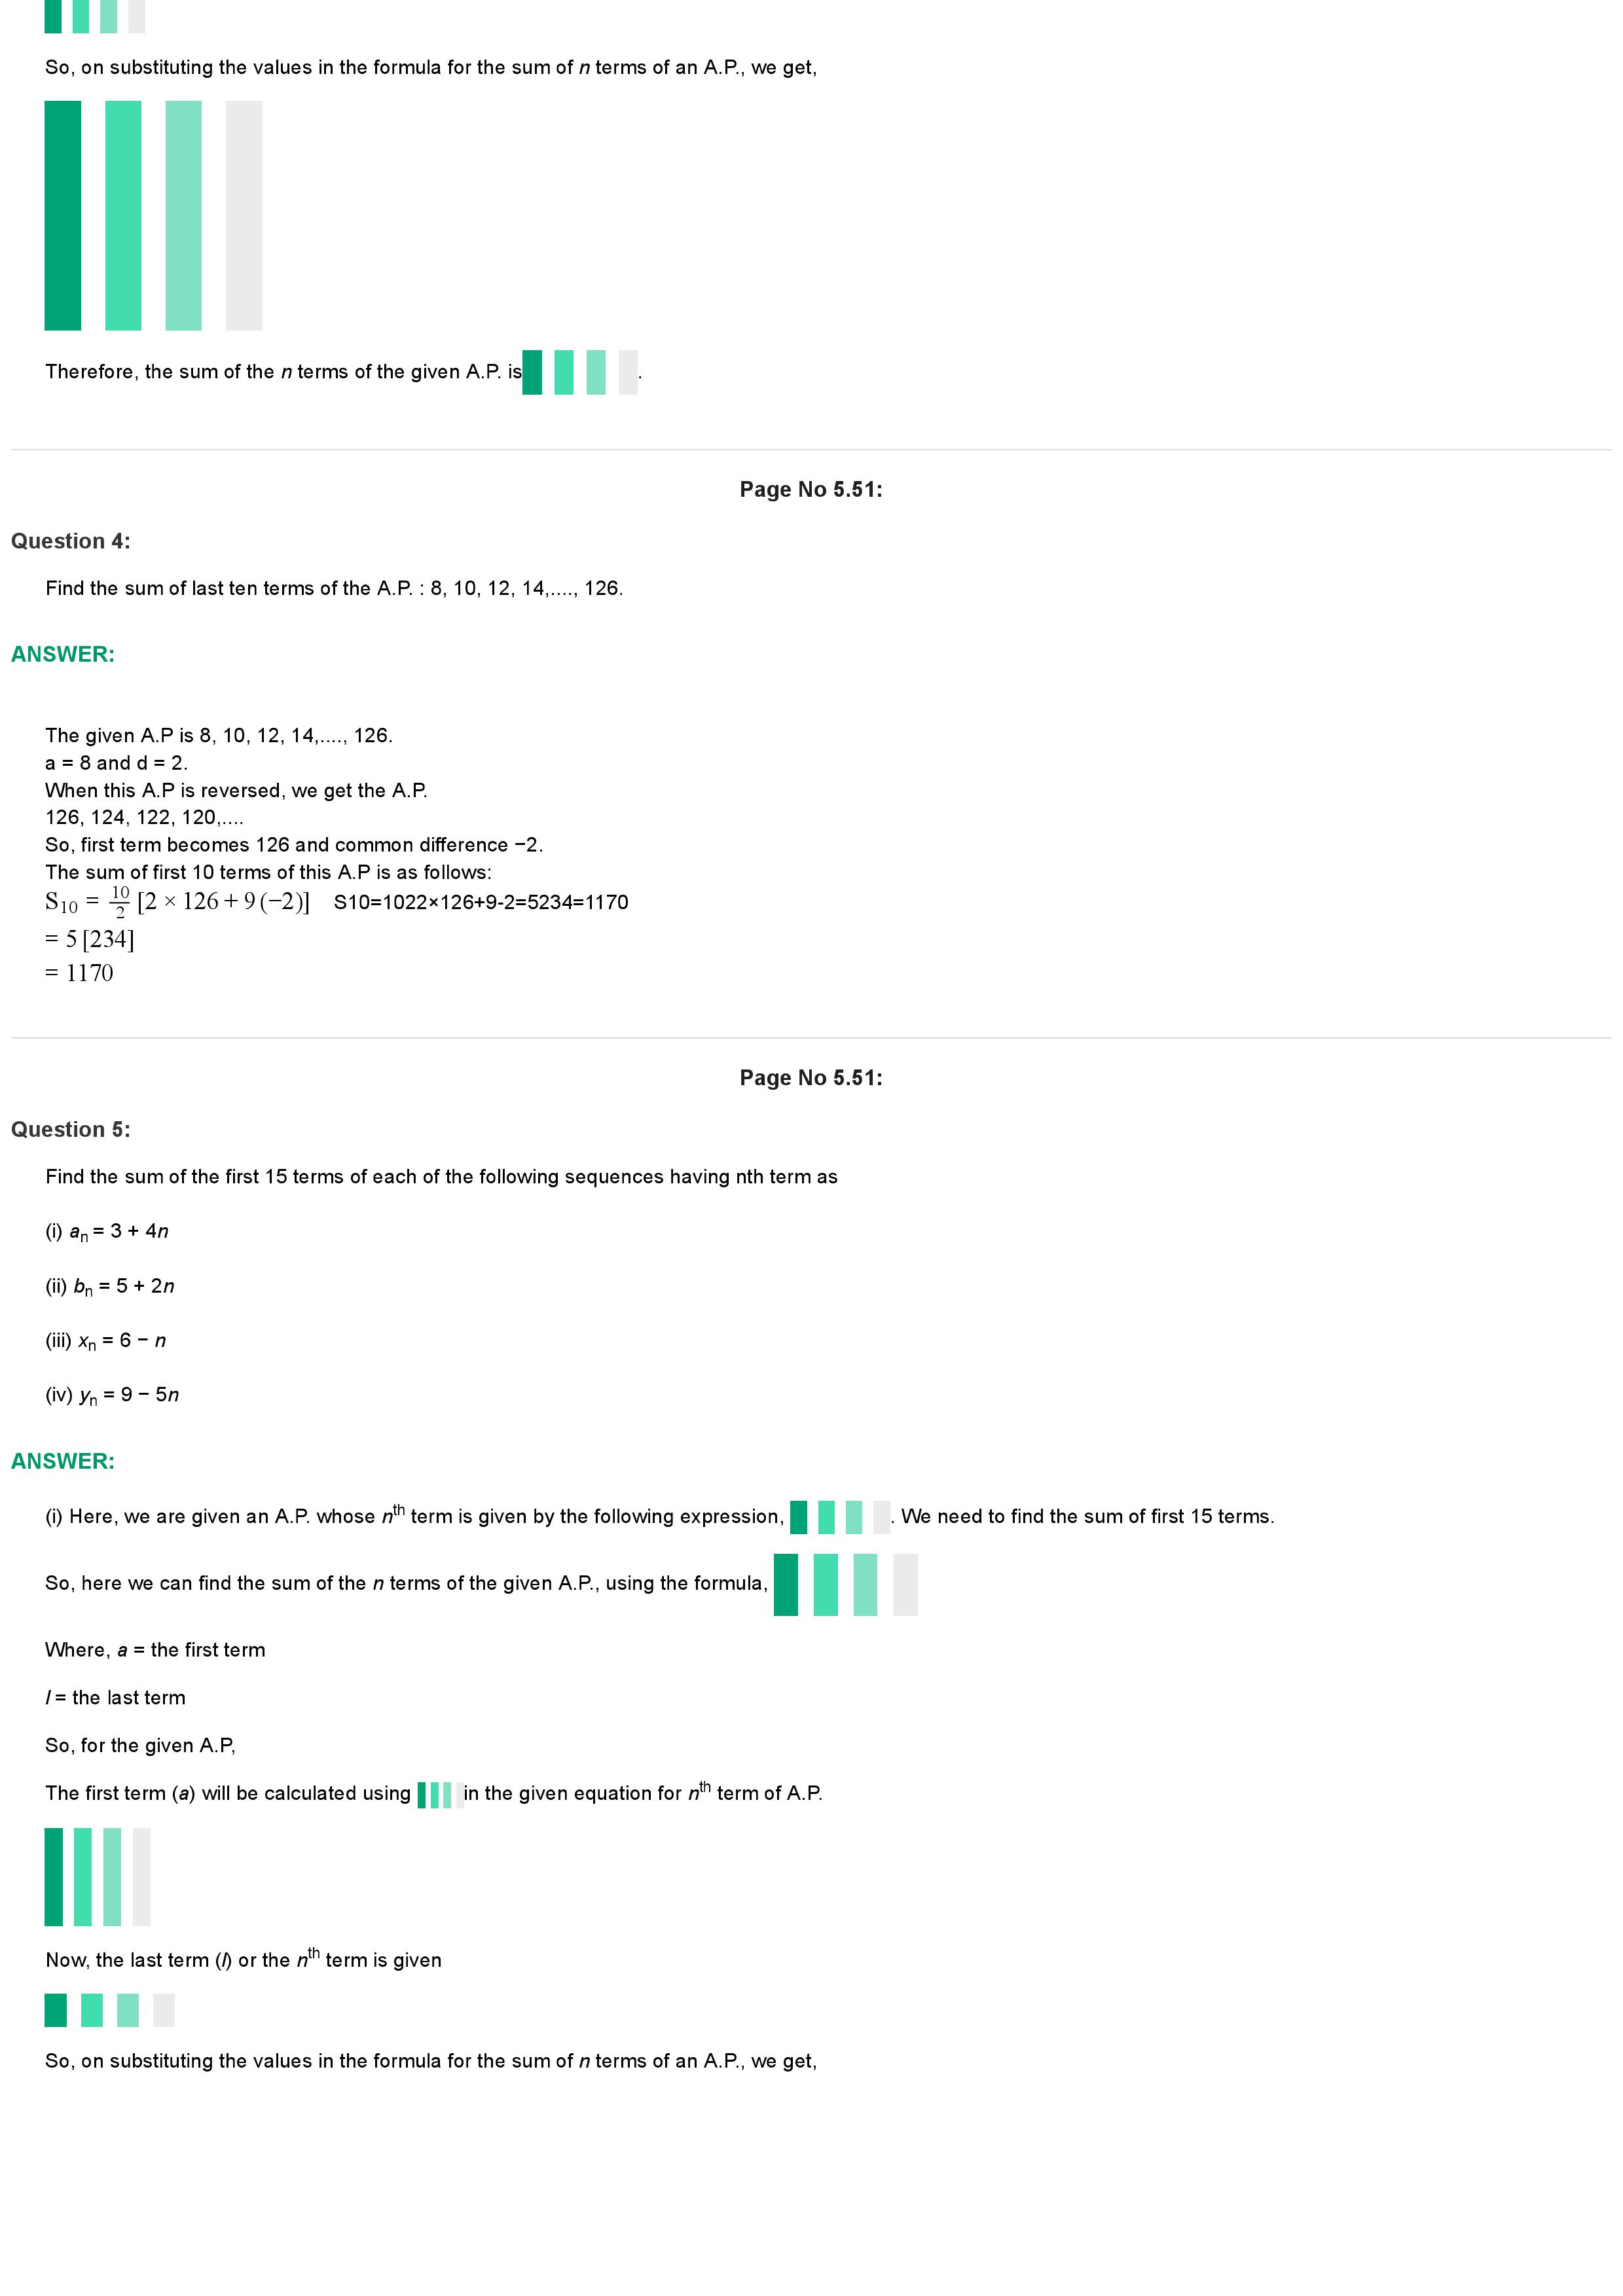 So, on substituting the values in the formula for the sum of n terms of an A.P., we get,
Therefore, the sum of the n terms of the given A.P. is .
Page No 5.51:
Question 4:
Find the sum of last ten terms of the A.P. : 8, 10, 12, 14,...., 126.
ANSWER:
The given A.P is 8, 10, 12, 14,...., 126.
a = 8 and d = 2.
When this A.P is reversed, we get the A.P.
126, 124, 122, 120,....
So, first term becomes 126 and common difference −2.
The sum of first 10 terms of this A.P is as follows:
S₁₀ = 10/2 [2 × 126 + 9 (−2)] S10=1022×126+9-2=5234=1170
= 5 [234]
= 1170
Page No 5.51:
Question 5:
Find the sum of the first 15 terms of each of the following sequences having nth term as
(i) aₙ = 3 + 4n
(ii) bₙ = 5 + 2n
(iii) xₙ = 6 − n
(iv) yₙ = 9 − 5n
ANSWER:
(i) Here, we are given an A.P. whose nᵗʰ term is given by the following expression, . We need to find the sum of first 15 terms.
So, here we can find the sum of the n terms of the given A.P., using the formula,
Where, a = the first term
l = the last term
So, for the given A.P,
The first term (a) will be calculated using in the given equation for nᵗʰ term of A.P.
Now, the last term (l) or the nᵗʰ term is given
So, on substituting the values in the formula for the sum of n terms of an A.P., we get,